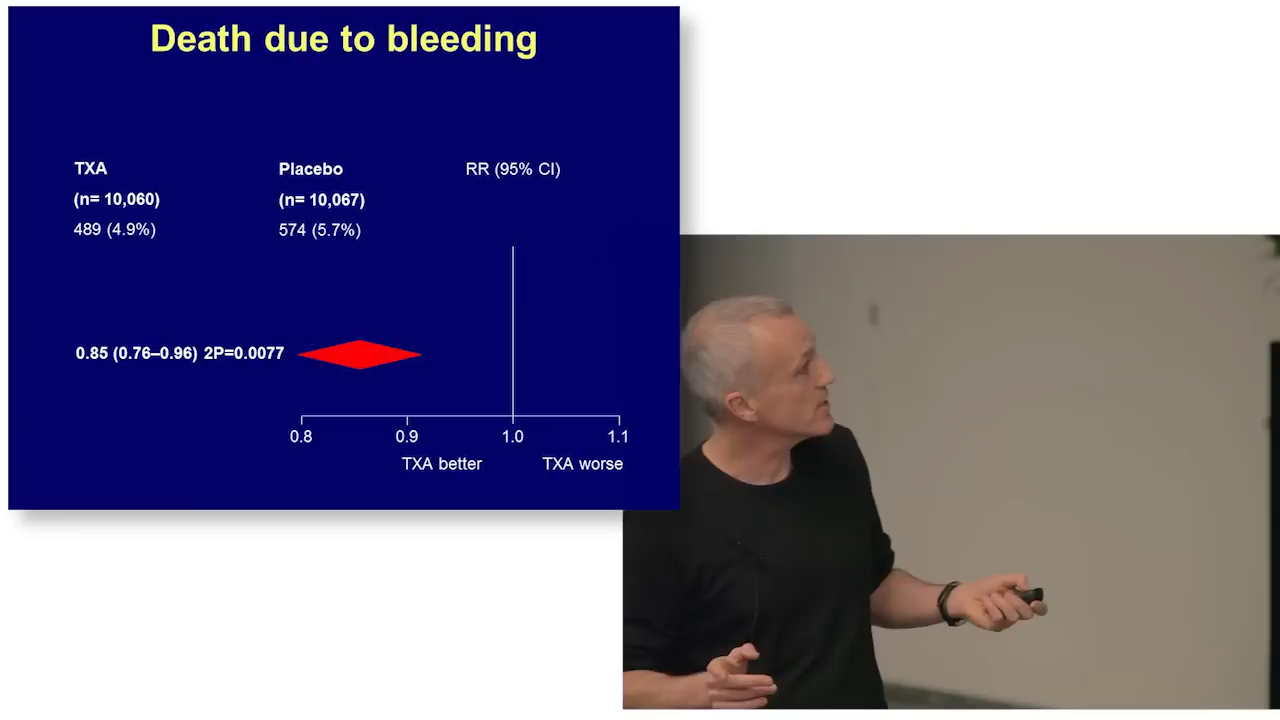 Death due to bleeding
TXA Placebo RR (95% CI)
(n= 10,060) (n= 10,067)
489 (4.9%) 574 (5.7%)
0.85 (0.76–0.96) 2P=0.0077
0.8 0.9 1.0 1.1
TXA better TXA worse